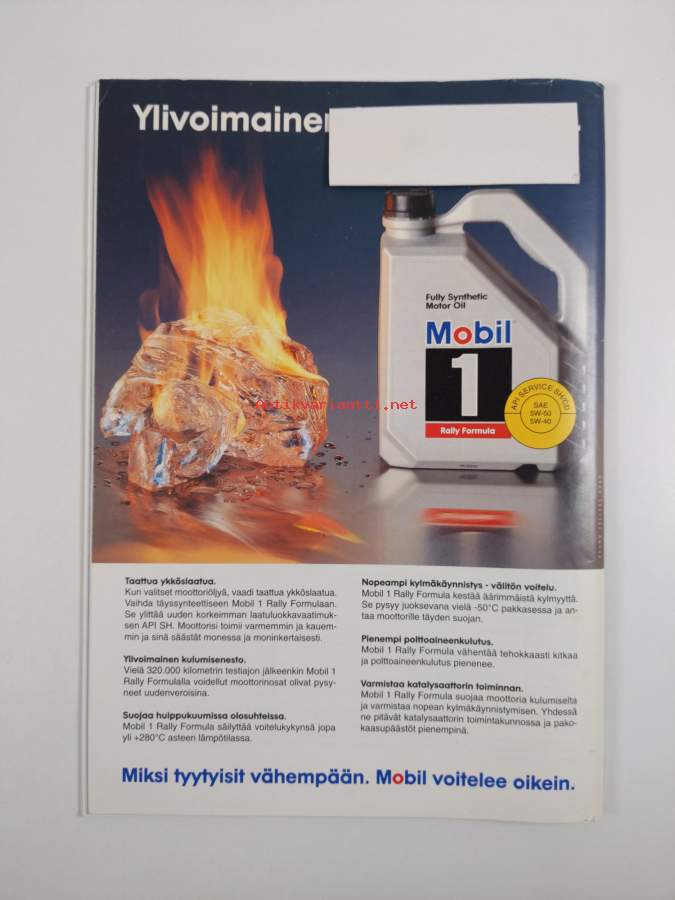 Ylivoimainen
Fully Synthetic
Motor Oil
Mobil
1
Rally Formula
API SERVICE SH/CD
SAE
5W-50
5W-40
Antikvariaatti.net
Taattua ykköslaatua.
Kun valitset moottoriöljyä, vaadi taattua ykköslaatua.
Vaihda täyssynteettiseen Mobil 1 Rally Formulaan.
Se ylittää uuden korkeimman laatuluokkavaatimuk-
sen API SH. Moottorisi toimii varmemmin ja kauem-
min ja sinä säästät monessa ja moninkertaisesti.
Ylivoimainen kulumisenesto.
Vielä 320.000 kilometrin testiajon jälkeenkin Mobil 1
Rally Formulalla voidellut moottorinosat olivat pysy-
neet uudenveroisina.
Suojaa huippukuumissa olosuhteissa.
Mobil 1 Rally Formula säilyttää voitelukykynsä jopa
yli +280°C asteen lämpötilassa.
Nopeampi kylmäkäynnistys - välitön voitelu.
Mobil 1 Rally Formula kestää äärimmäistä kylmyyttä.
Se pysyy juoksevana vielä -50°C pakkasessa ja an-
taa moottorille täyden suojan.
Pienempi polttoaineenkulutus.
Mobil 1 Rally Formula vähentää tehokkaasti kitkaa
ja polttoaineenkulutus pienenee.
Varmistaa katalysaattorin toiminnan.
Mobil 1 Rally Formula suojaa moottoria kulumiselta
ja varmistaa nopean kylmäkäynnistymisen. Yhdessä
ne pitävät katalysaattorin toimintakunnossa ja pako-
kaasupäästöt pienempinä.
Miksi tyytyisit vähempään. Mobil voitelee oikein.